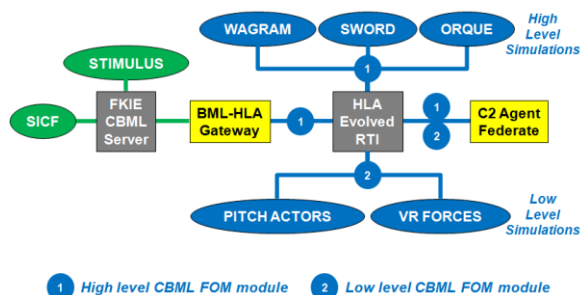 WAGRAM
SWORD
ORQUE
High
Level
Simulations
STIMULUS
1
SICF
FKIE
CBML
Server
BML-HLA
Gateway
1
HLA
Evolved
RTI
1
2
C2 Agent
Federate
2
PITCH ACTORS
VR FORCES
Low
Level
Simulations
1 High level CBML FOM module 2 Low level CBML FOM module